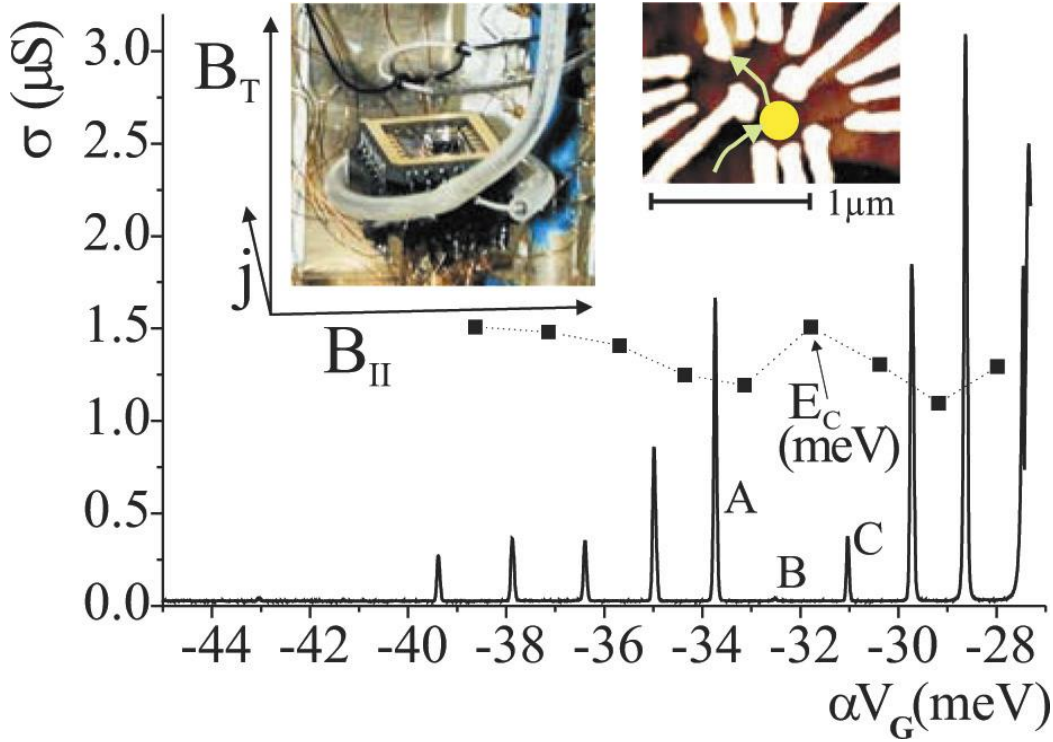 σ (µS)
3.0
2.5
2.0
1.5
1.0
0.5
0.0
B_T
j
B_II
1µm
E_C
(meV)
A
B
C
-44 -42 -40 -38 -36 -34 -32 -30 -28
αV_G(meV)